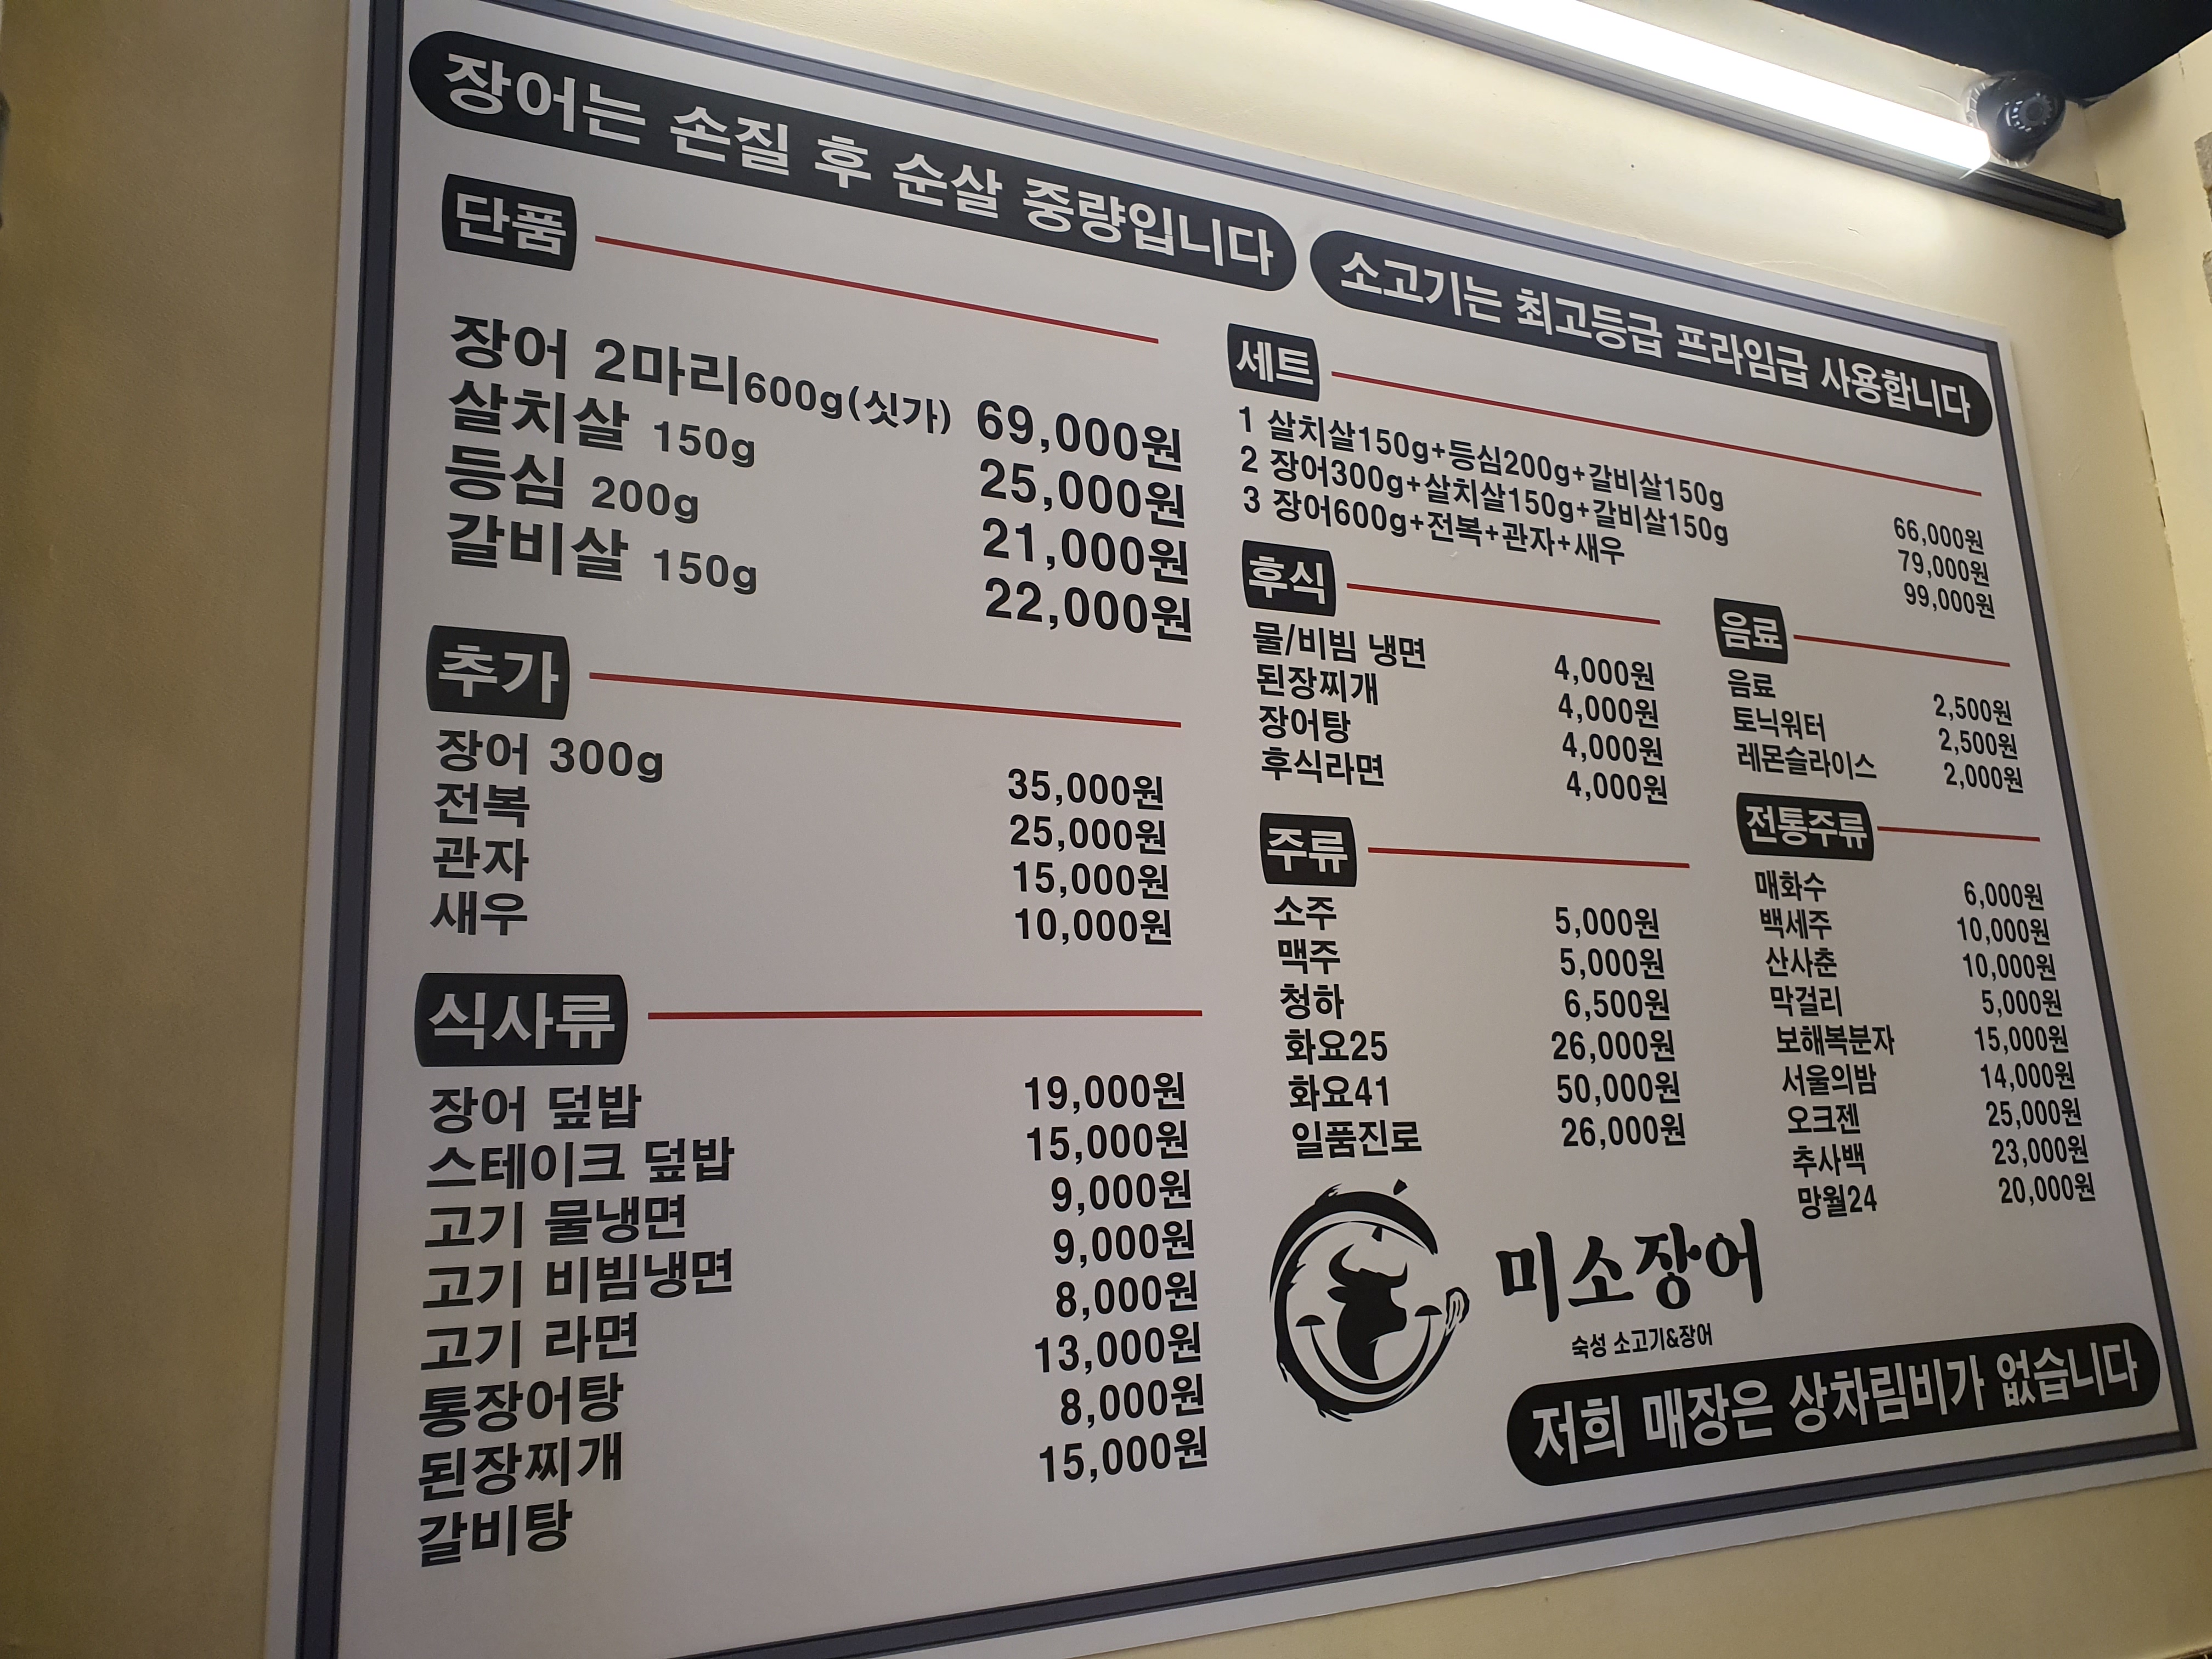 장어는 손질 후 순살 중량입니다
소고기는 최고등급 프라임급 사용합니다
단품
장어 2마리600g(싯가) 69,000원
살치살 150g 25,000원
등심 200g 21,000원
갈비살 150g 22,000원
추가
장어 300g 35,000원
전복 25,000원
관자 15,000원
새우 10,000원
식사류
장어 덮밥 19,000원
스테이크 덮밥 15,000원
고기 물냉면 9,000원
고기 비빔냉면 9,000원
고기 라면 8,000원
통장어탕 13,000원
된장찌개 8,000원
갈비탕 15,000원
세트
1 살치살150g+등심200g+갈비살150g 66,000원
2 장어300g+살치살150g+갈비살150g 79,000원
3 장어600g+전복+관자+새우 99,000원
후식
물/비빔 냉면 4,000원
된장찌개 4,000원
장어탕 4,000원
후식라면 4,000원
음료
음료 2,500원
토닉워터 2,500원
레몬슬라이스 2,000원
주류
소주 5,000원
맥주 5,000원
청하 6,500원
화요25 26,000원
화요41 50,000원
일품진로 26,000원
전통주류
매화수 6,000원
백세주 10,000원
산사춘 10,000원
막걸리 5,000원
보해복분자 15,000원
서울의밤 14,000원
오크젠 25,000원
추사백 23,000원
망월24 20,000원
미소장어
숙성 소고기&장어
저희 매장은 상차림비가 없습니다